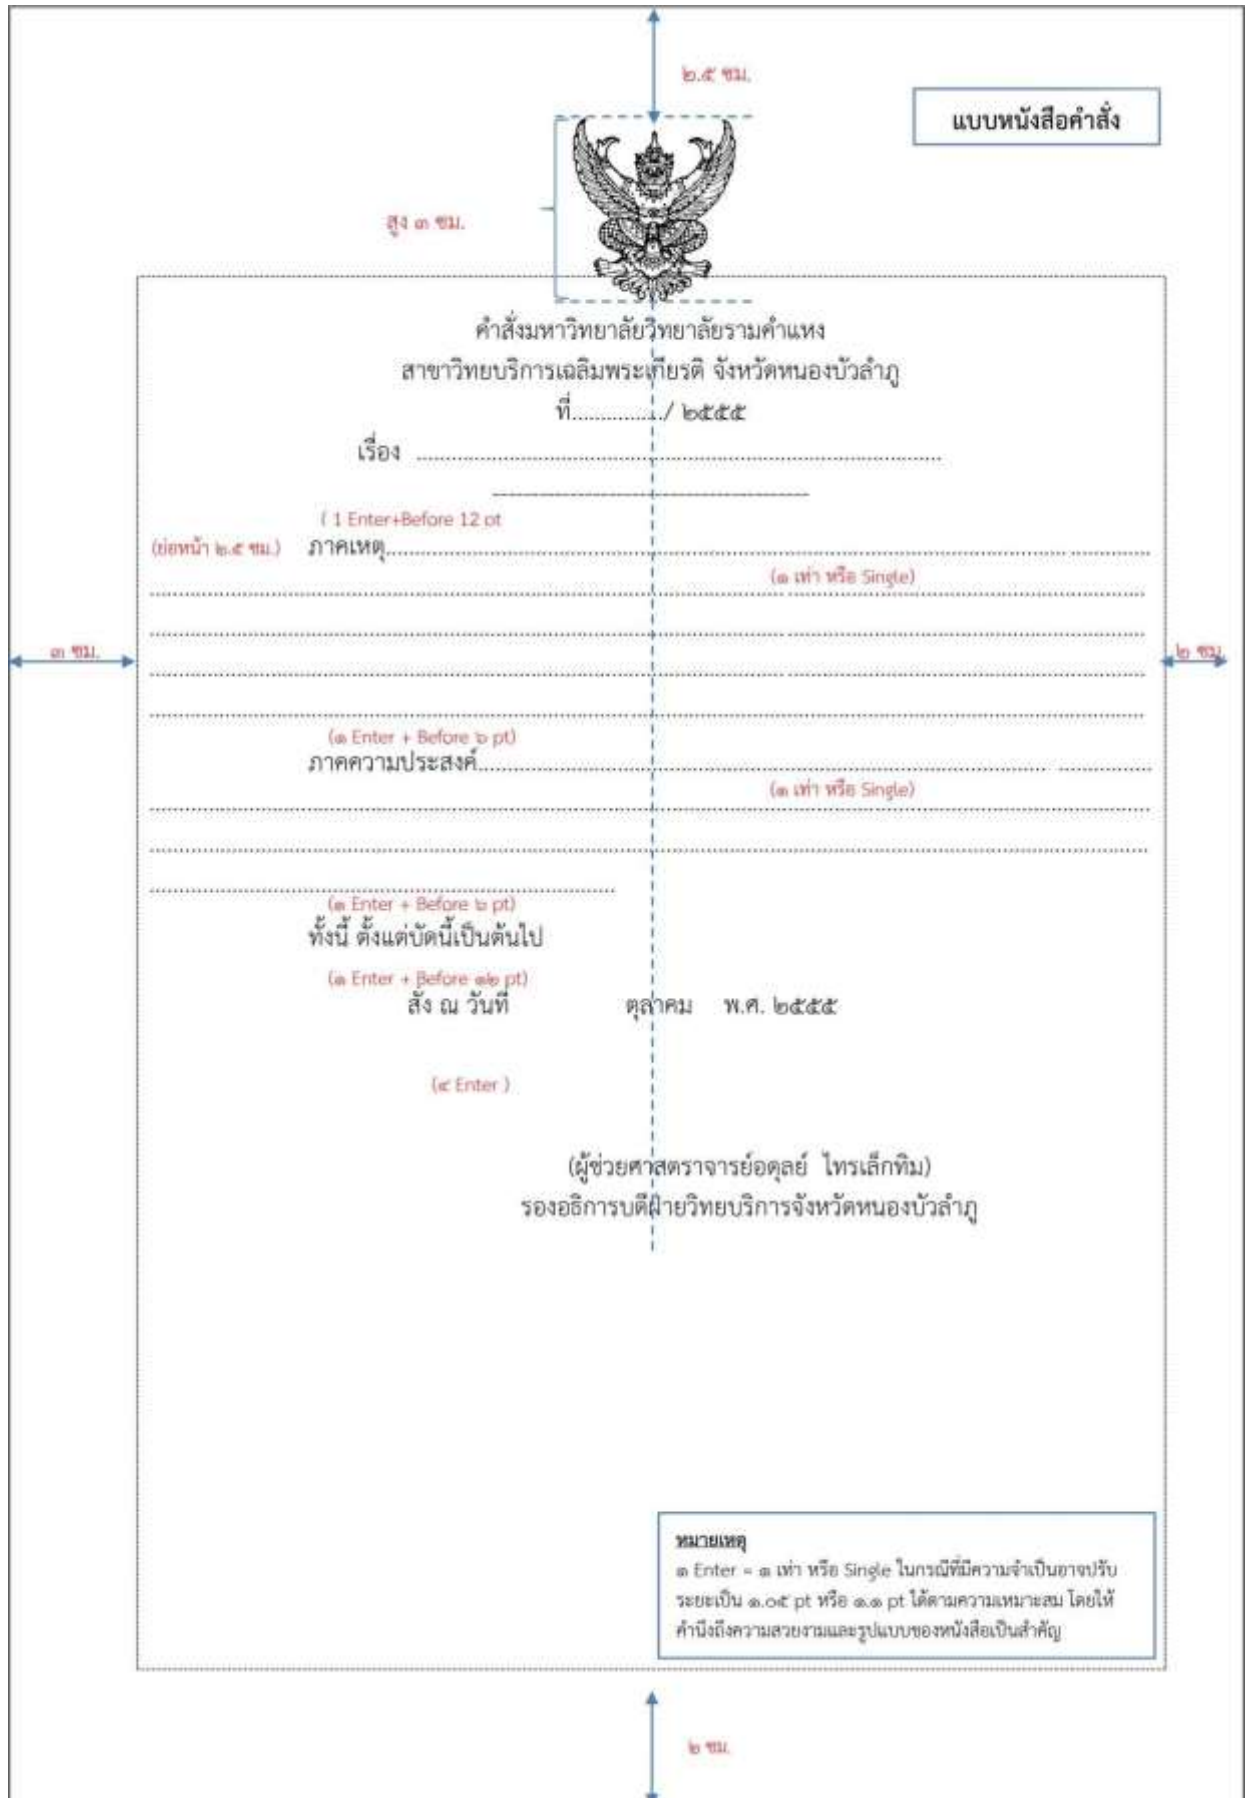 ๒.๕ ซม.
แบบหนังสือคำสั่ง
สูง ๓ ซม.
คำสั่งมหาวิทยาลัยวิทยาลัยรามคำแหง
สาขาวิทยบริการเฉลิมพระเกียรติ จังหวัดหนองบัวลำภู
ที่................/ ๒๕๕๕
เรื่อง ................................................................................
--------------------------------------------
( 1 Enter+Before 12 pt
(ย่อหน้า ๒.๕ ซม.) ภาคเหตุ................................................................................
(๑ เท่า หรือ Single)
๓ ซม.
๒ ซม.
(๑ Enter + Before ๖ pt)
ภาคความประสงค์................................................................................
(๑ เท่า หรือ Single)
(๑ Enter + Before ๖ pt)
ทั้งนี้ ตั้งแต่บัดนี้เป็นต้นไป
(๑ Enter + Before ๑๒ pt)
สั่ง ณ วันที่ ตุลาคม พ.ศ. ๒๕๕๕
(๔ Enter )
(ผู้ช่วยศาสตราจารย์อดุลย์ ไทรเล็กทิม)
รองอธิการบดีฝ่ายวิทยบริการจังหวัดหนองบัวลำภู
หมายเหตุ
๑ Enter = ๑ เท่า หรือ Single ในกรณีที่มีความจำเป็นอาจปรับ
ระยะเป็น ๑.๐๕ pt หรือ ๑.๑ pt ได้ตามความเหมาะสม โดยให้
คำนึงถึงความสวยงามและรูปแบบของหนังสือเป็นสำคัญ
๒ ซม.